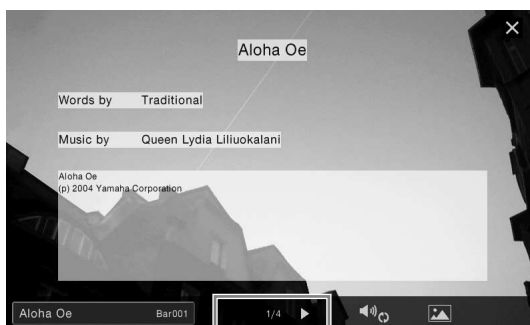 Aloha Oe
Words by Traditional
Music by Queen Lydia Liliuokalani
Aloha Oe
(p) 2004 Yamaha Corporation
Aloha Oe Bar001 1/4